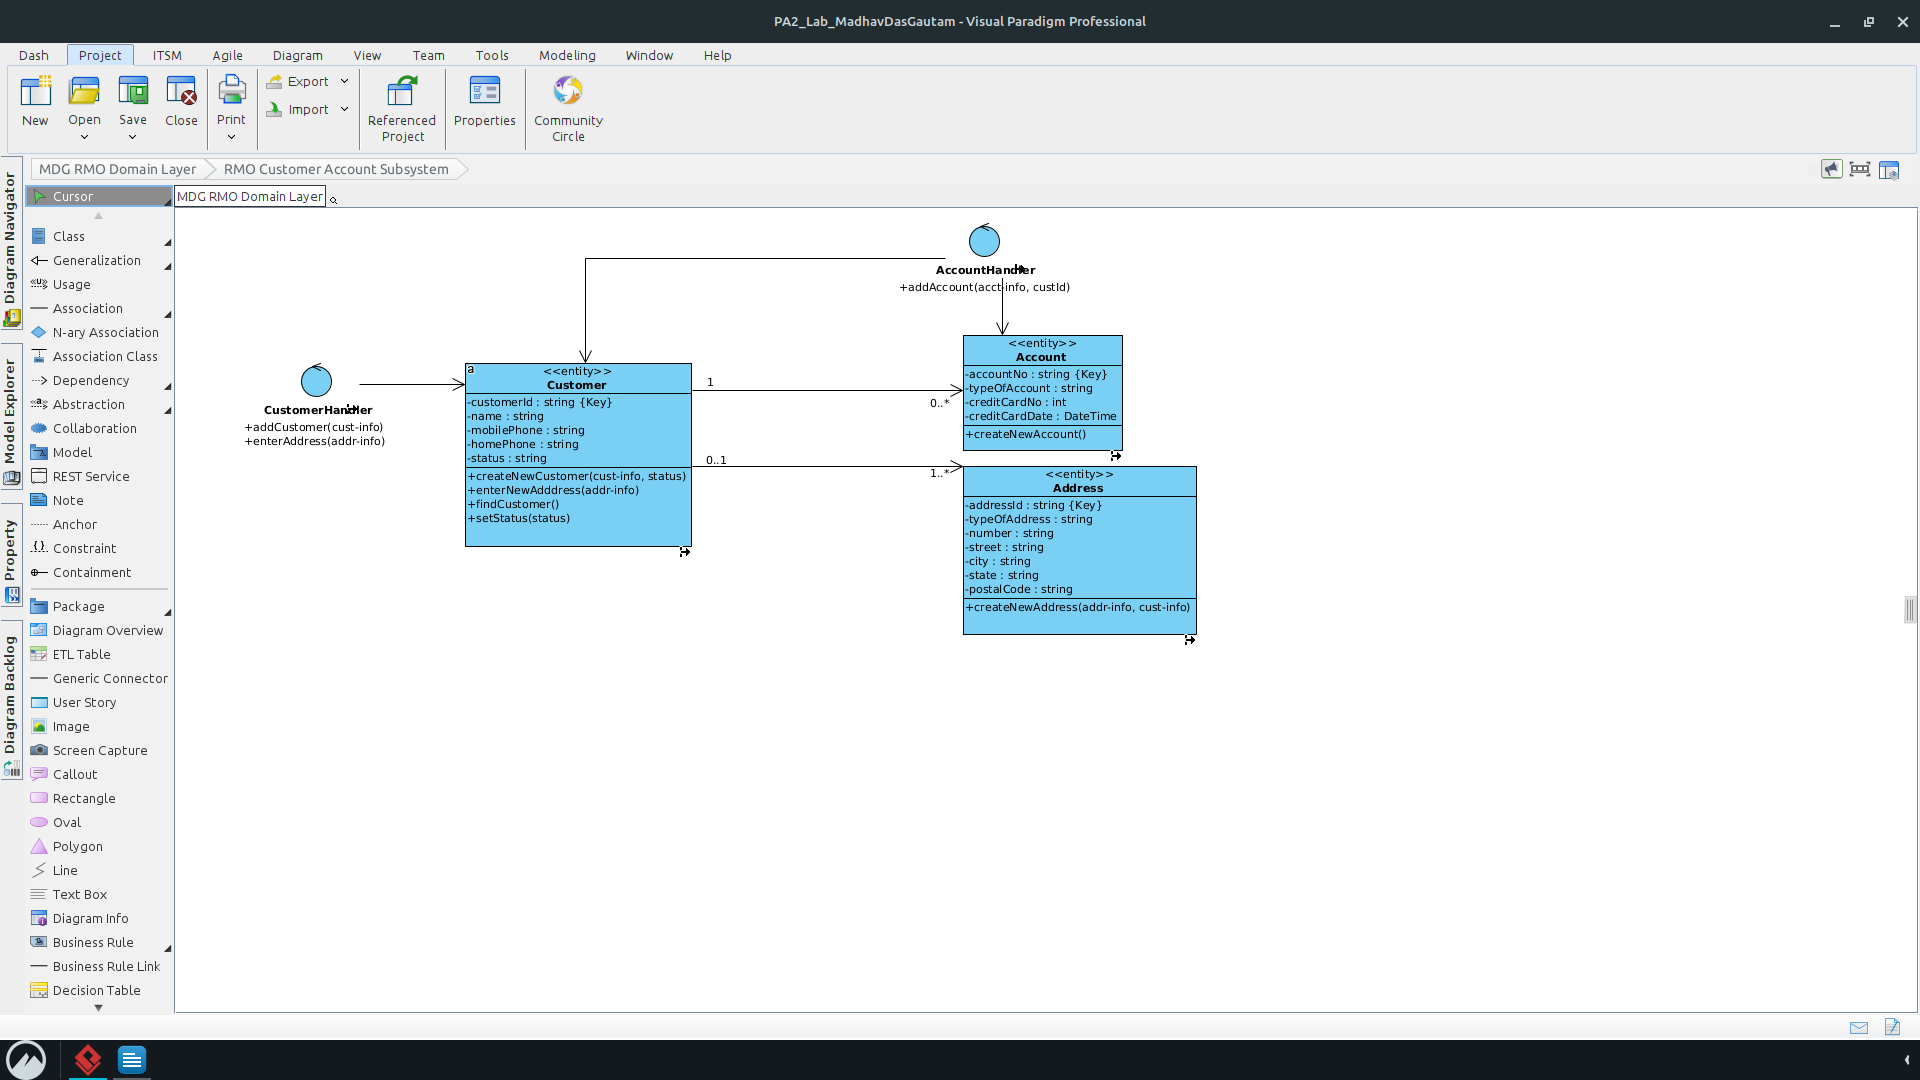 PA2_Lab_MadhavDasGautam - Visual Paradigm Professional
Dash Project ITSM Agile Diagram View Team Tools Modeling Window Help
New Open Save Close Print Export Import Referenced Project Properties Community Circle
MDG RMO Domain Layer RMO Customer Account Subsystem
Diagram Navigator
Model Explorer
Property
Diagram Backlog
Cursor
Class
Generalization
Usage
Association
N-ary Association
Association Class
Dependency
Abstraction
Collaboration
Model
REST Service
Note
Anchor
Constraint
Containment
Package
Diagram Overview
ETL Table
Generic Connector
User Story
Image
Screen Capture
Callout
Rectangle
Oval
Polygon
Line
Text Box
Diagram Info
Business Rule
Business Rule Link
Decision Table
MDG RMO Domain Layer
AccountHandler
+addAccount(acct-info, custId)
CustomerHandler
+addCustomer(cust-info)
+enterAddress(addr-info)
a
<<entity>>
Customer
-customerId : string {Key}
-name : string
-mobilePhone : string
-homePhone : string
-status : string
+createNewCustomer(cust-info, status)
+enterNewAdddress(addr-info)
+findCustomer()
+setStatus(status)
1
0..*
0..1
1..*
<<entity>>
Account
-accountNo : string {Key}
-typeOfAccount : string
-creditCardNo : int
-creditCardDate : DateTime
+createNewAccount()
<<entity>>
Address
-addressId : string {Key}
-typeOfAddress : string
-number : string
-street : string
-city : string
-state : string
-postalCode : string
+createNewAddress(addr-info, cust-info)